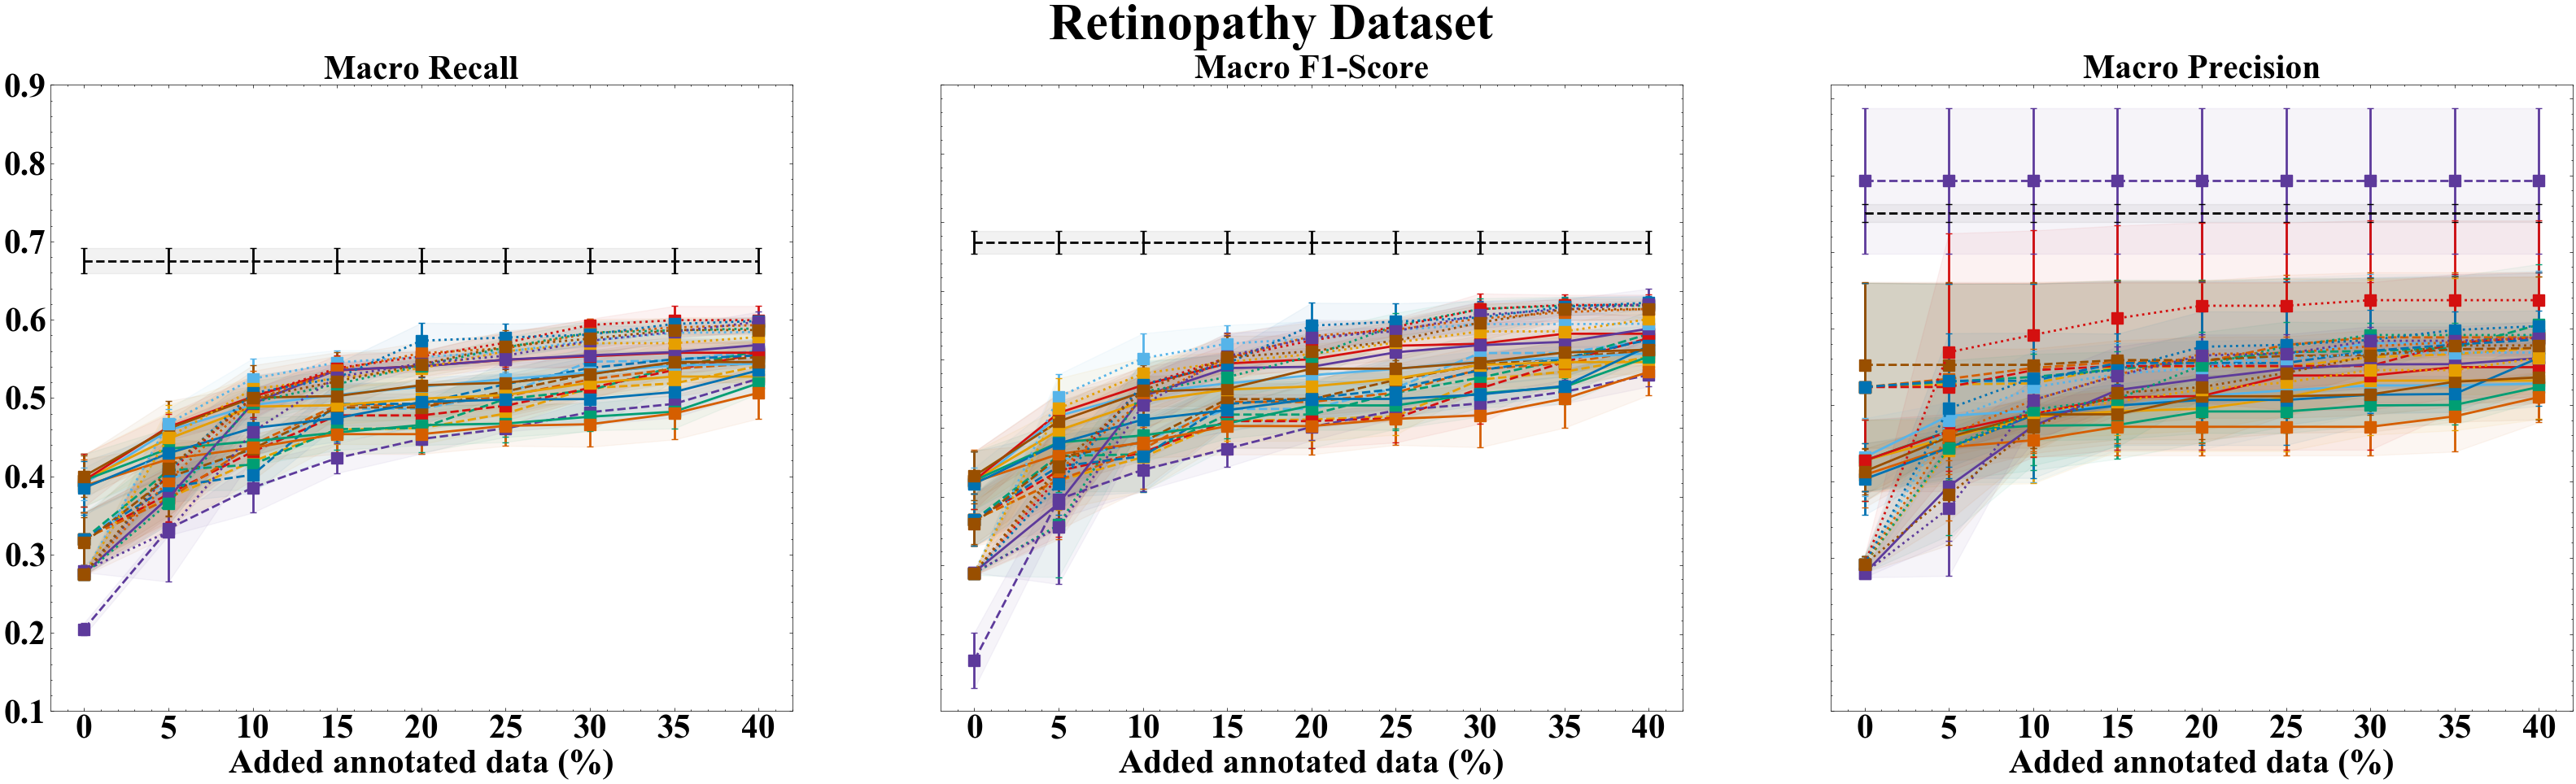 Retinopathy Dataset
Macro Recall
Macro F1-Score
Macro Precision
0.9
0.8
0.7
0.6
0.5
0.4
0.3
0.2
0.1
0 5 10 15 20 25 30 35 40
0 5 10 15 20 25 30 35 40
0 5 10 15 20 25 30 35 40
Added annotated data (%)
Added annotated data (%)
Added annotated data (%)